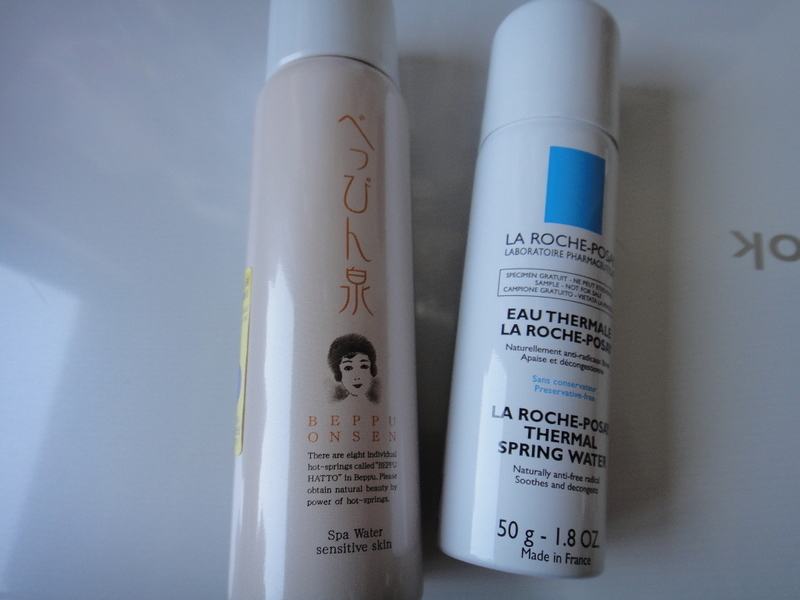 べっぴん泉
BEPPU
ONSEN
There are eight individual
hot-springs called "BEPPU
HATTO" in Beppu. Please
obtain natural beauty by
power of hot-springs.
Spa Water
sensitive skin
LA ROCHE-POSAY
LABORATOIRE PHARMACEUTIQUE
SPECIMEN GRATUIT - NE PEUT
SAMPLE - NOT FOR SALE
CAMPIONE GRATUITO - VIETATA LA
EAU THERMALE
LA ROCHE-POSAY
Naturellement anti-radicaux libres
Apaise et décongestionne
Sans conservateur
Preservative-free
LA ROCHE-POSAY
THERMAL
SPRING WATER
Naturally anti-free radical
Soothes and decongests
50 g - 1.8 OZ.
Made in France
ok